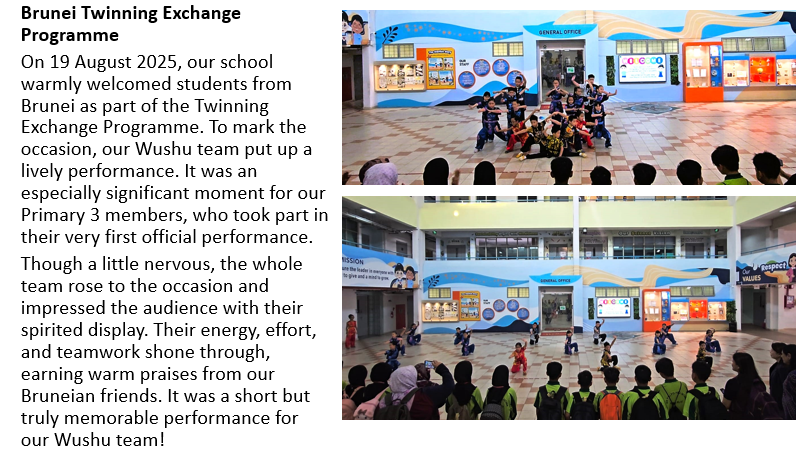 Brunei Twinning Exchange
Programme
On 19 August 2025, our school
warmly welcomed students from
Brunei as part of the Twinning
Exchange Programme. To mark the
occasion, our Wushu team put up a
lively performance. It was an
especially significant moment for our
Primary 3 members, who took part in
their very first official performance.
Though a little nervous, the whole
team rose to the occasion and
impressed the audience with their
spirited display. Their energy, effort,
and teamwork shone through,
earning warm praises from our
Bruneian friends. It was a short but
truly memorable performance for
our Wushu team!
GENERAL OFFICE
MISSION
GENERAL OFFICE
Our
VALUES
Respect